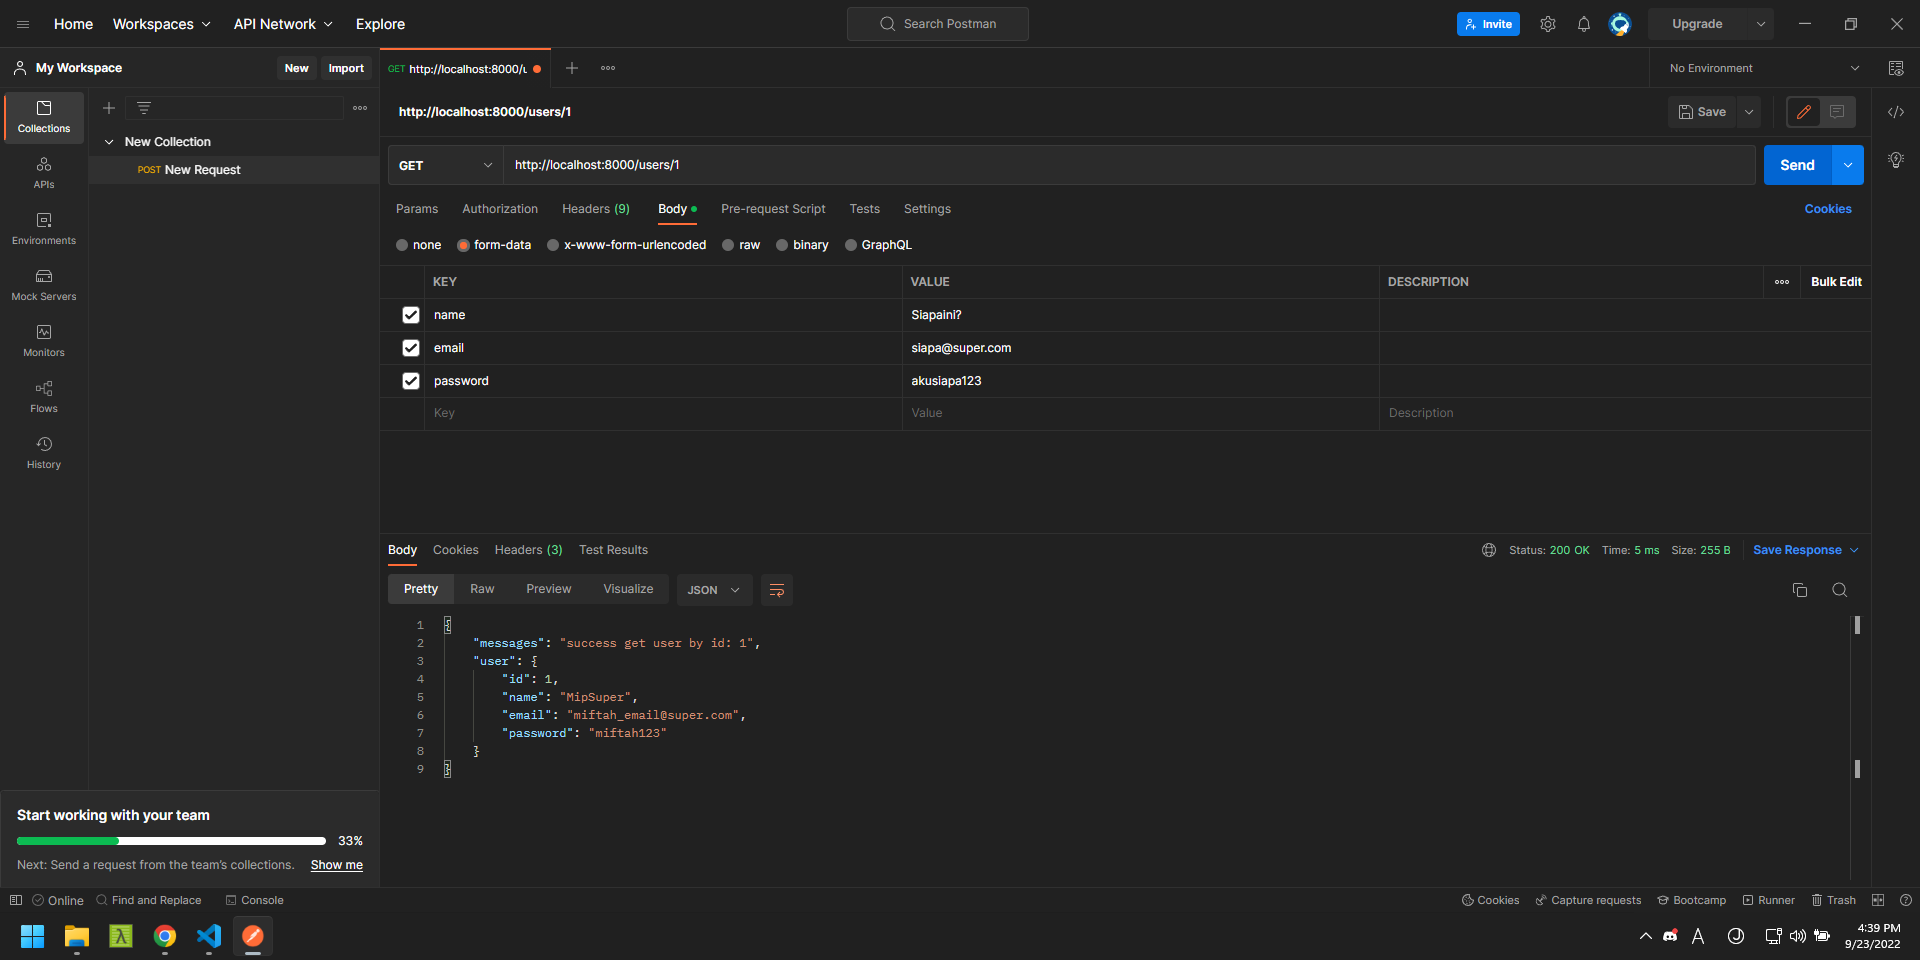 Home Workspaces API Network Explore Search Postman Invite Upgrade
My Workspace New Import GET http://localhost:8000/u No Environment
http://localhost:8000/users/1 Save
Collections
New Collection
POST New Request
GET http://localhost:8000/users/1 Send
APIs
Params Authorization Headers (9) Body Pre-request Script Tests Settings Cookies
Environments
none form-data x-www-form-urlencoded raw binary GraphQL
KEY VALUE DESCRIPTION Bulk Edit
Mock Servers
name Siapaini?
email siapa@super.com
Monitors
password akusiapa123
Flows
Key Value Description
History
Body Cookies Headers (3) Test Results Status: 200 OK Time: 5 ms Size: 255 B Save Response
Pretty Raw Preview Visualize JSON
1 {
2 "messages": "success get user by id: 1",
3 "user": {
4 "id": 1,
5 "name": "MipSuper",
6 "email": "miftah_email@super.com",
7 "password": "miftah123"
8 }
9 }
Start working with your team
33%
Next: Send a request from the team's collections. Show me
Online Find and Replace Console Cookies Capture requests Bootcamp Runner Trash
4:39 PM
9/23/2022